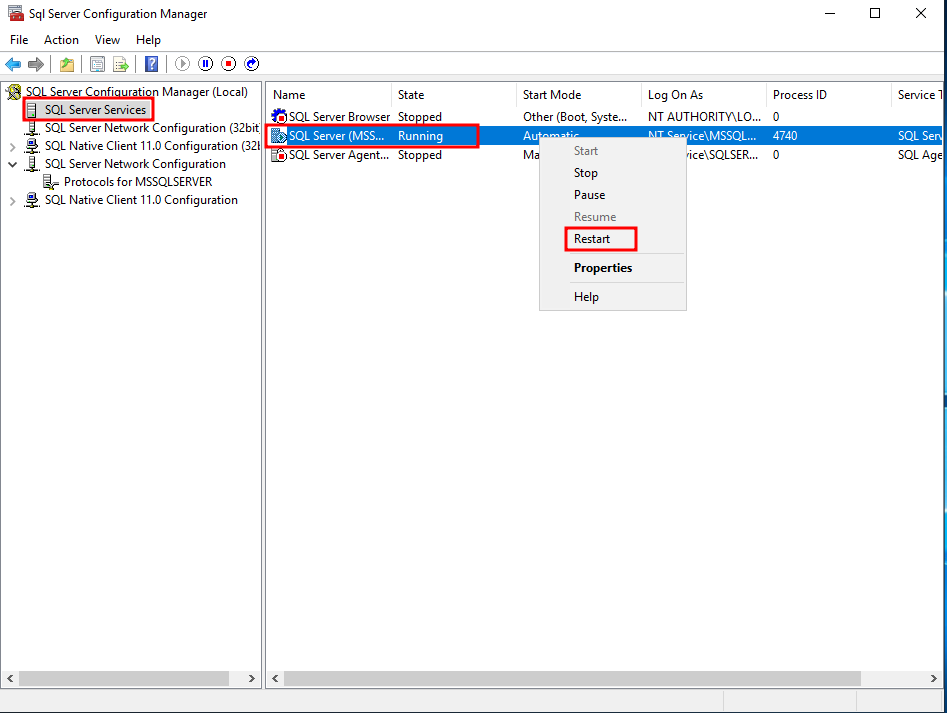 Sql Server Configuration Manager
File Action View Help
SQL Server Configuration Manager (Local)
SQL Server Services
SQL Server Network Configuration (32bit
SQL Native Client 11.0 Configuration (32l
SQL Server Network Configuration
Protocols for MSSQLSERVER
SQL Native Client 11.0 Configuration
Name State Start Mode Log On As Process ID Service T
SQL Server Browser Stopped Other (Boot, Syste... NT AUTHORITY\LO... 0
SQL Server (MSS... Running Automatic NT Service\MSSQL... 4740 SQL Serv
SQL Server Agent... Stopped Ma vice\SQLSER... 0 SQL Age
Start
Stop
Pause
Resume
Restart
Properties
Help